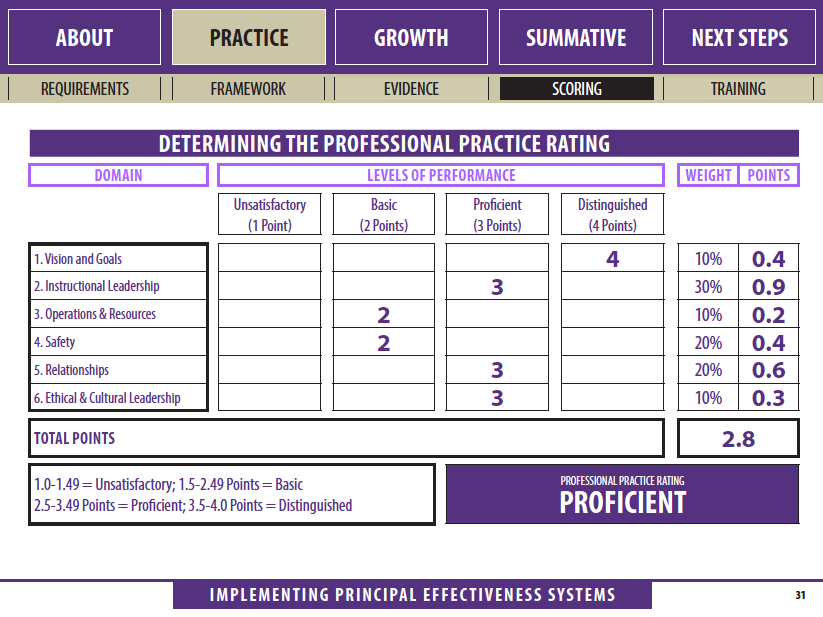 ABOUT PRACTICE GROWTH SUMMATIVE NEXT STEPS
REQUIREMENTS FRAMEWORK EVIDENCE SCORING TRAINING
DETERMINING THE PROFESSIONAL PRACTICE RATING
DOMAIN LEVELS OF PERFORMANCE WEIGHT POINTS
Unsatisfactory Basic Proficient Distinguished
(1 Point) (2 Points) (3 Points) (4 Points)
1. Vision and Goals 4 10% 0.4
2. Instructional Leadership 3 30% 0.9
3. Operations & Resources 2 10% 0.2
4. Safety 2 20% 0.4
5. Relationships 3 20% 0.6
6. Ethical & Cultural Leadership 3 10% 0.3
TOTAL POINTS 2.8
1.0-1.49 = Unsatisfactory; 1.5-2.49 Points = Basic
2.5-3.49 Points = Proficient; 3.5-4.0 Points = Distinguished
PROFESSIONAL PRACTICE RATING
PROFICIENT
IMPLEMENTING PRINCIPAL EFFECTIVENESS SYSTEMS
31